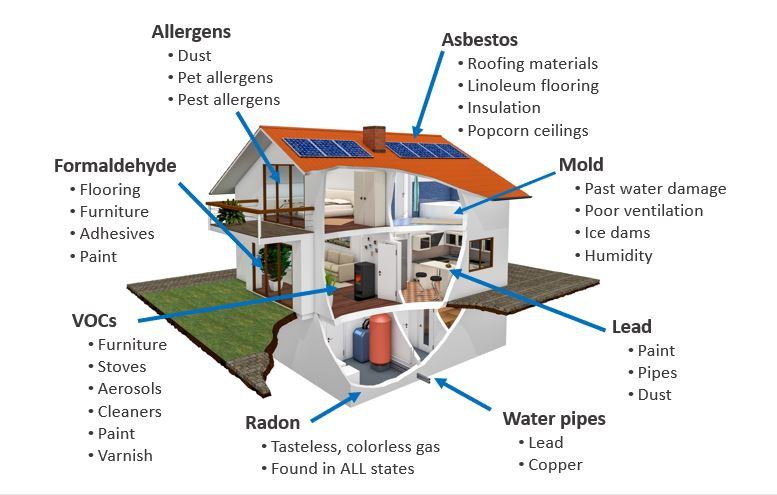 Allergens
• Dust
• Pet allergens
• Pest allergens
Asbestos
• Roofing materials
• Linoleum flooring
• Insulation
• Popcorn ceilings
Formaldehyde
• Flooring
• Furniture
• Adhesives
• Paint
Mold
• Past water damage
• Poor ventilation
• Ice dams
• Humidity
VOCs
• Furniture
• Stoves
• Aerosols
• Cleaners
• Paint
• Varnish
Lead
• Paint
• Pipes
• Dust
Radon
• Tasteless, colorless gas
• Found in ALL states
Water pipes
• Lead
• Copper